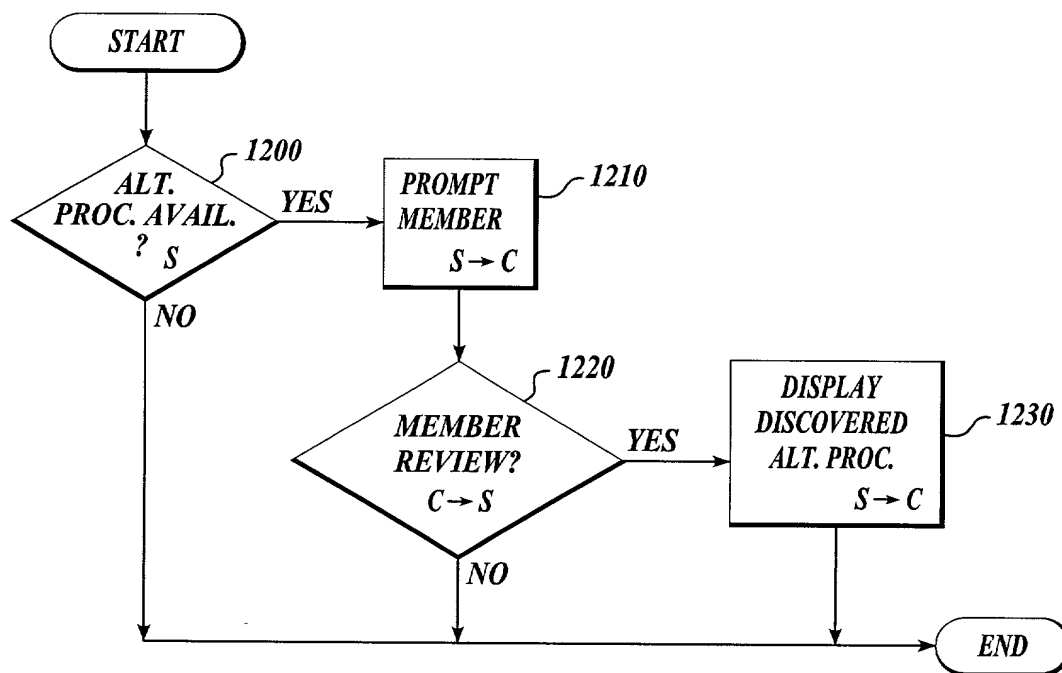 START
1200
ALT.
PROC. AVAIL.
? S
YES
NO
1210
PROMPT
MEMBER
S → C
1220
MEMBER
REVIEW?
C → S
YES
NO
1230
DISPLAY
DISCOVERED
ALT. PROC.
S → C
END